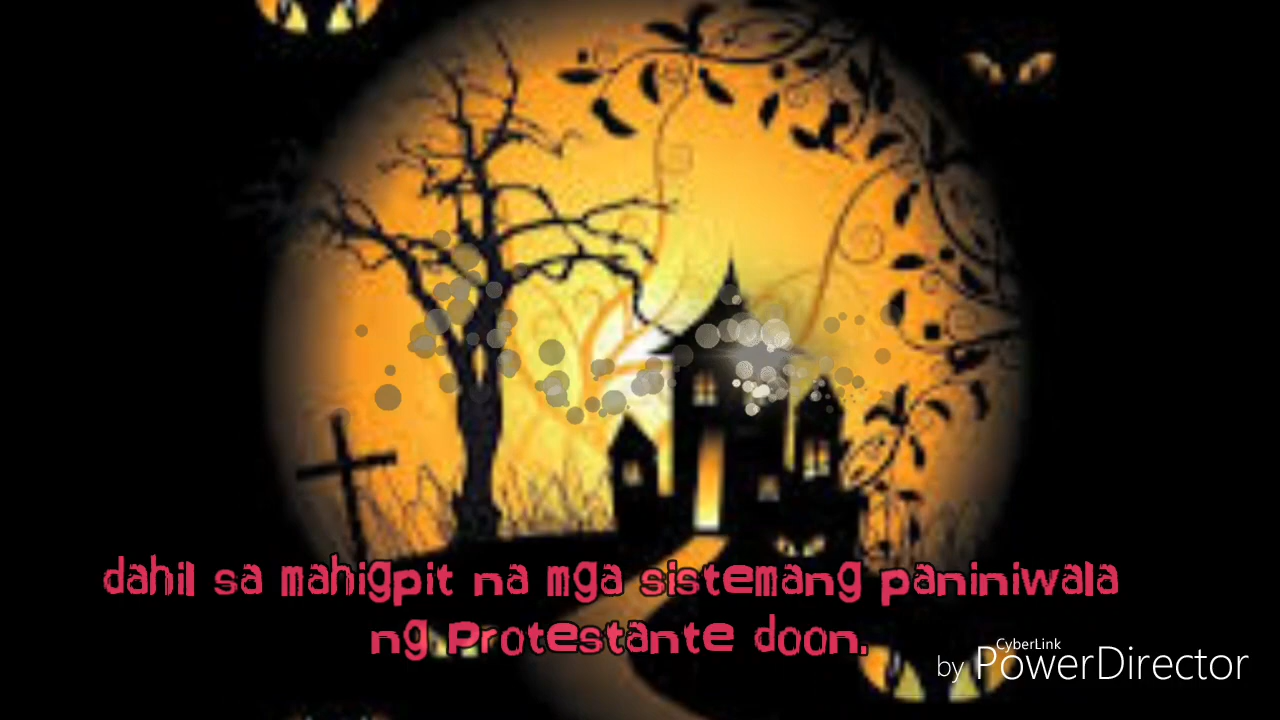 dahil sa mahigpit na mga sistemang paniniwala
ng Protestante doon.
CyberLink
by PowerDirector